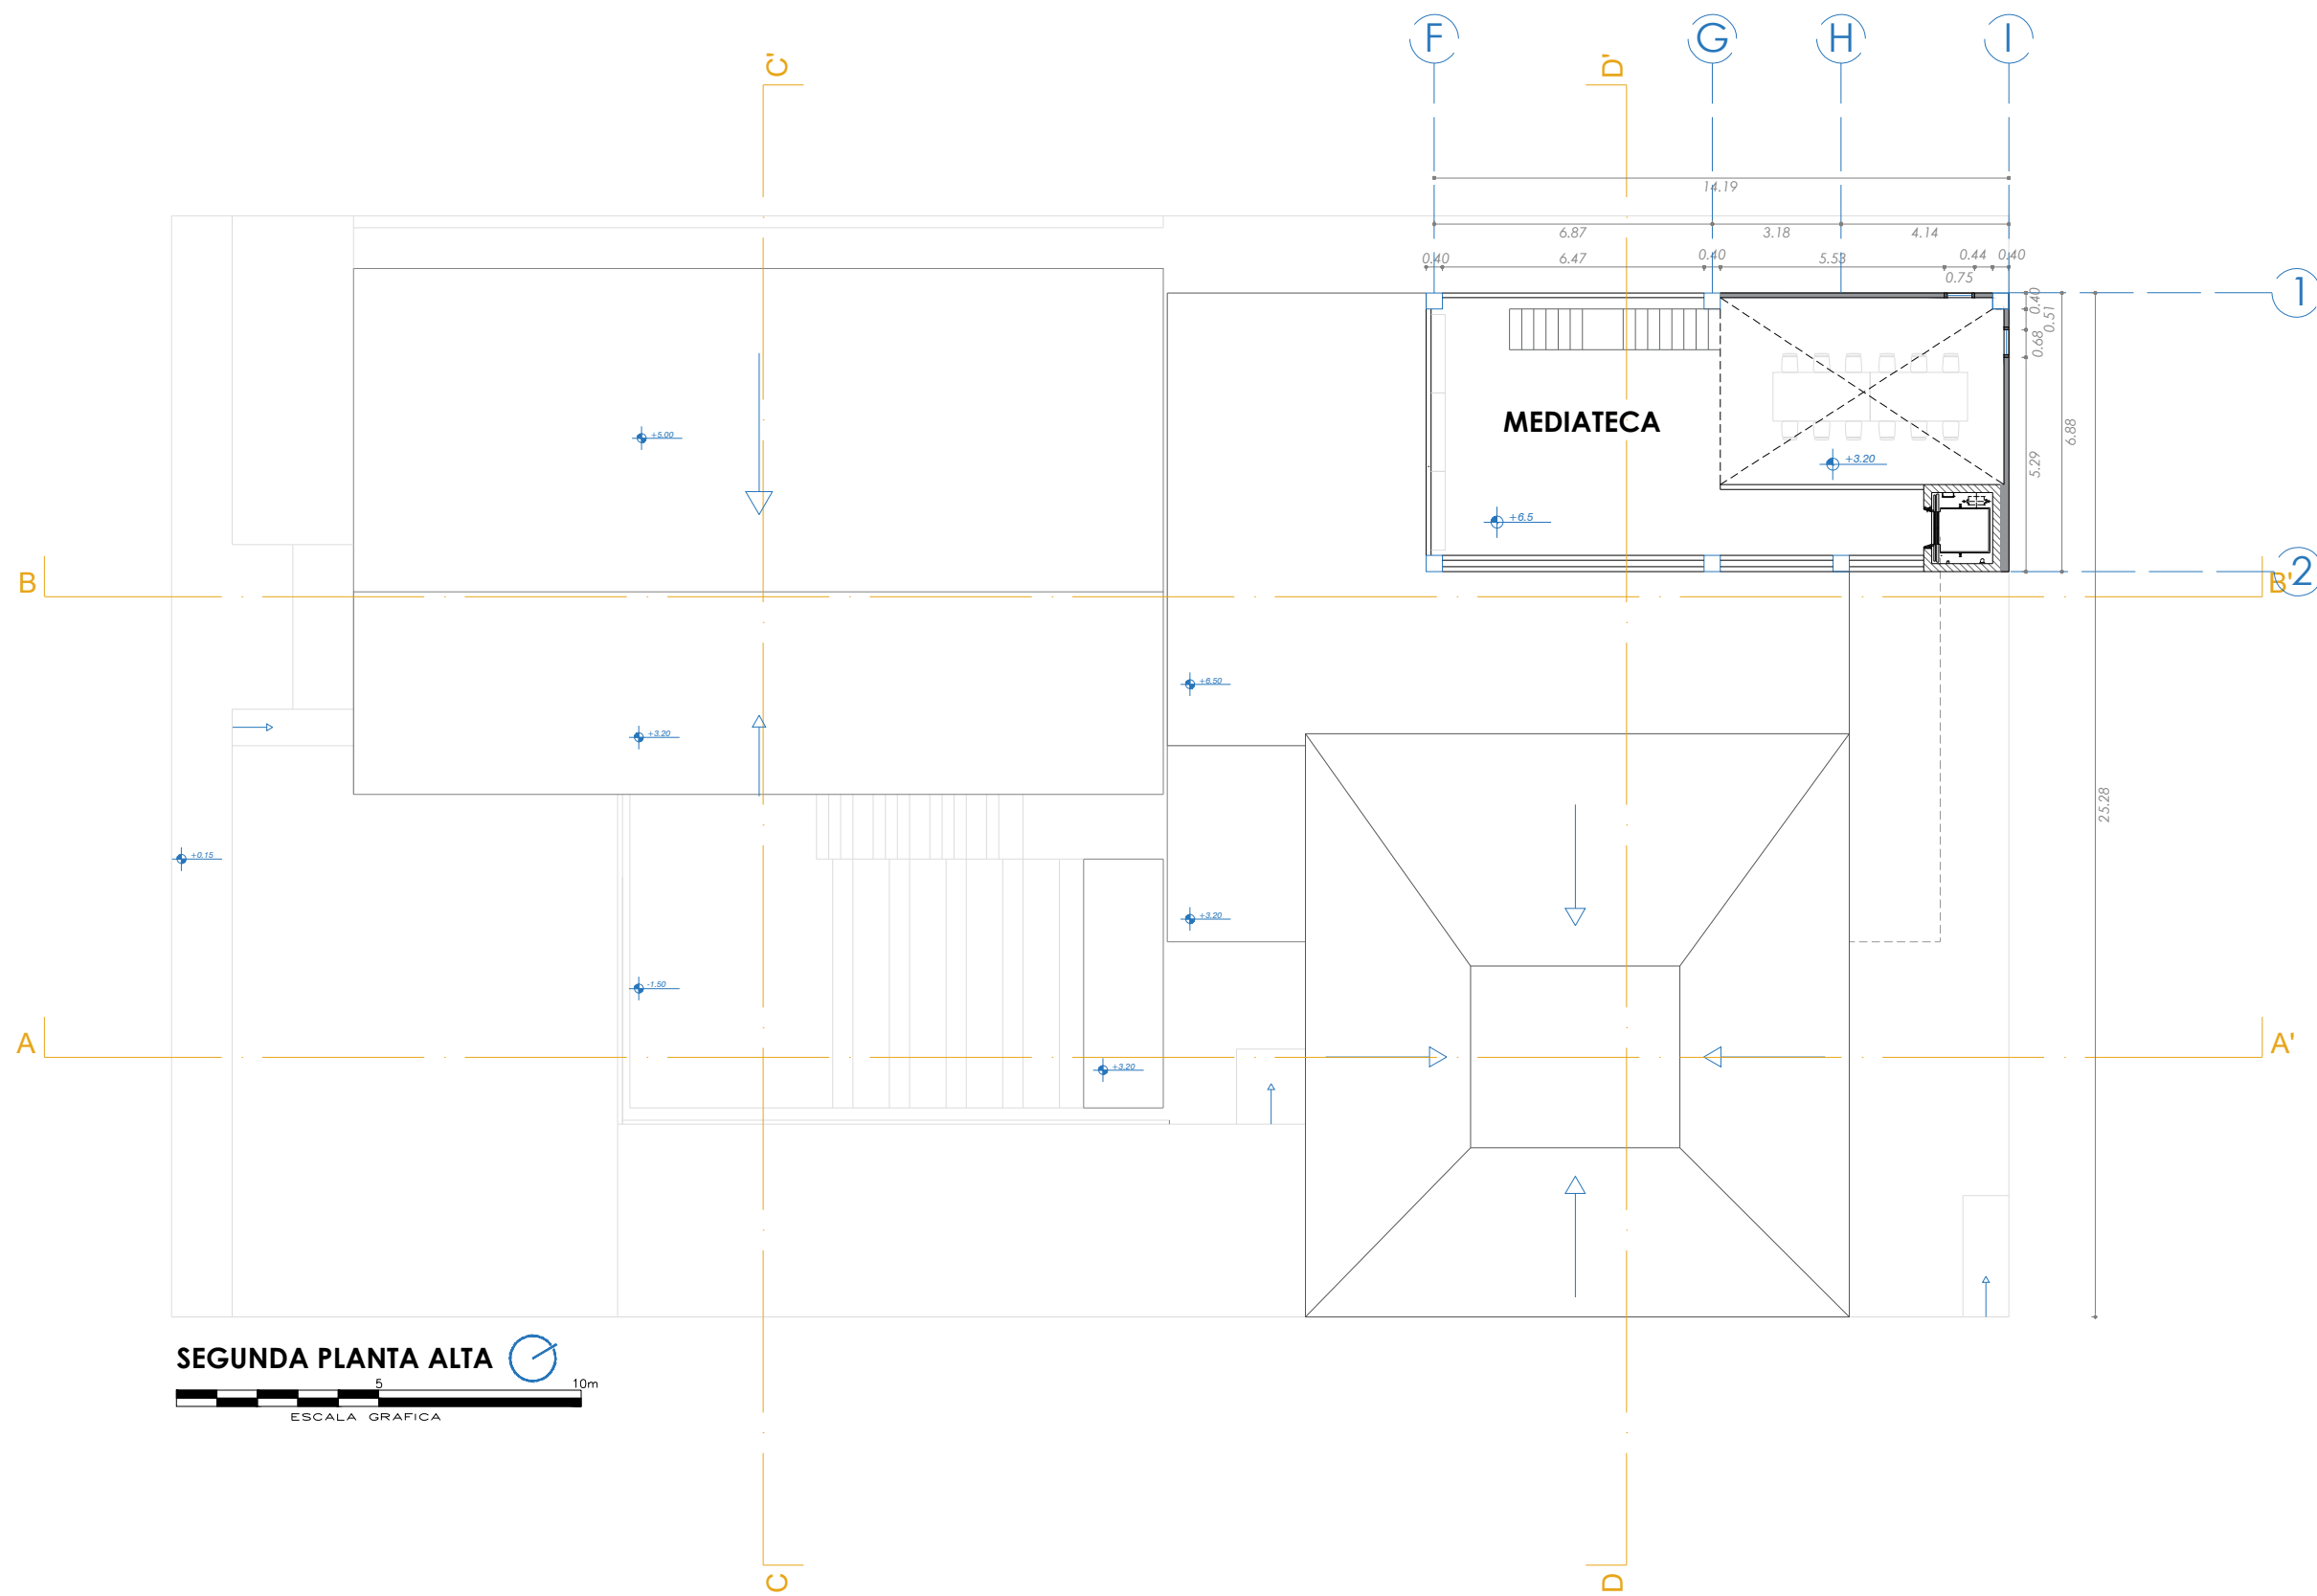 F G H I
C' D'
14.19
6.87 3.18 4.14
0.40 6.47 0.40 5.53 0.44 0.40
0.75
1
0.40
0.51
0.68
MEDIATECA
+5.00
+3.20
5.29
6.88
+6.5
B
B'
2
+6.50
+3.20
25.28
+0.15
+3.20
-1.50
A
A'
+3.20
SEGUNDA PLANTA ALTA
5 10m
ESCALA GRAFICA
C D